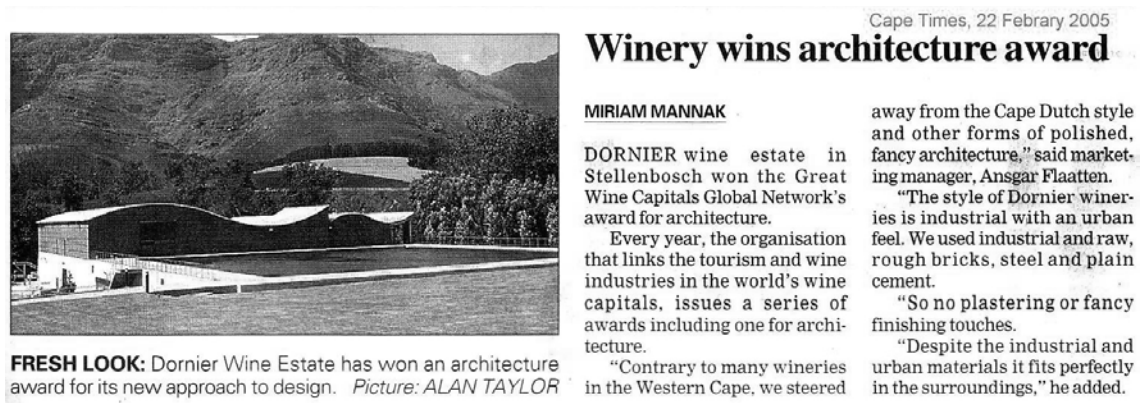 Cape Times, 22 Febrary 2005
Winery wins architecture award
FRESH LOOK: Dornier Wine Estate has won an architecture
award for its new approach to design. Picture: ALAN TAYLOR
MIRIAM MANNAK
DORNIER wine estate in
Stellenbosch won the Great
Wine Capitals Global Network's
award for architecture.
Every year, the organisation
that links the tourism and wine
industries in the world's wine
capitals, issues a series of
awards including one for archi-
tecture.
"Contrary to many wineries
in the Western Cape, we steered
away from the Cape Dutch style
and other forms of polished,
fancy architecture," said market-
ing manager, Ansgar Flaatten.
"The style of Dornier winer-
ies is industrial with an urban
feel. We used industrial and raw,
rough bricks, steel and plain
cement.
"So no plastering or fancy
finishing touches.
"Despite the industrial and
urban materials it fits perfectly
in the surroundings," he added.